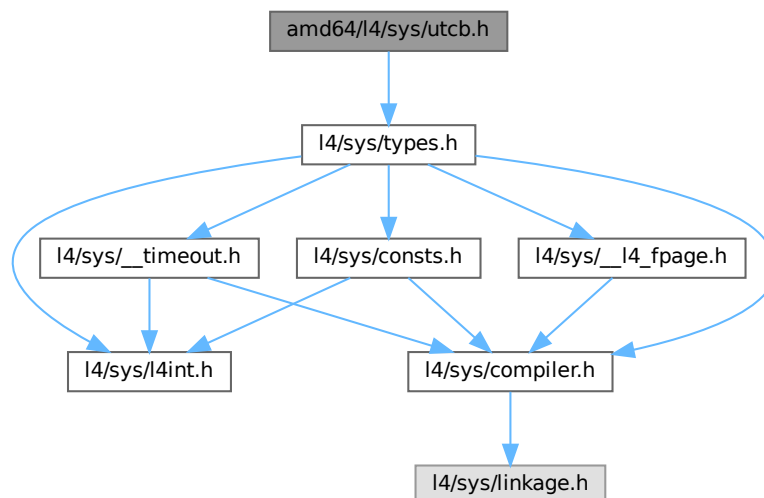 amd64/l4/sys/utcb.h
l4/sys/types.h
l4/sys/__timeout.h
l4/sys/consts.h
l4/sys/__l4_fpage.h
l4/sys/l4int.h
l4/sys/compiler.h
l4/sys/linkage.h